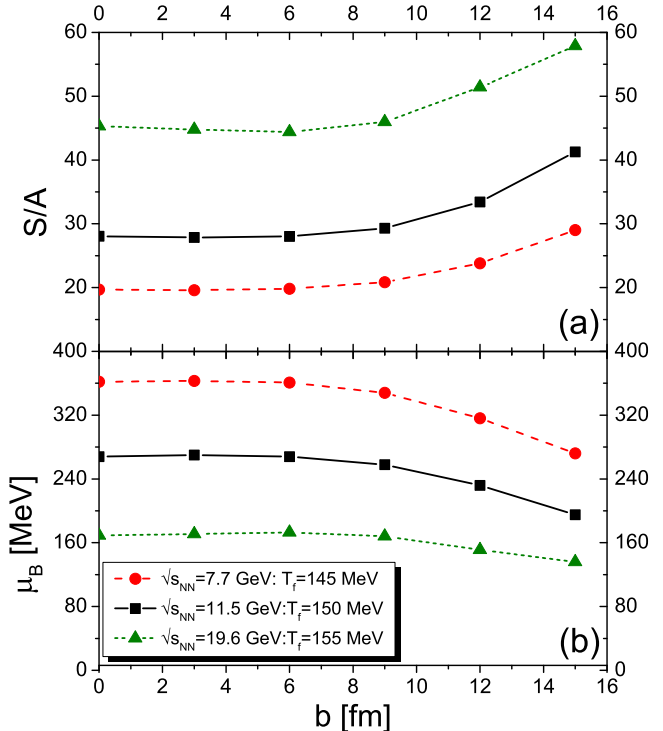 0 2 4 6 8 10 12 14 16
60 60
50 50
40 40
S/A
30 30
20 20
(a)
400 400
320 320
240 240
μB [MeV]
160 160
√sNN=7.7 GeV: Tf=145 MeV
√sNN=11.5 GeV:Tf=150 MeV
80 80
√sNN=19.6 GeV:Tf=155 MeV
(b)
0 0
0 2 4 6 8 10 12 14 16
b [fm]